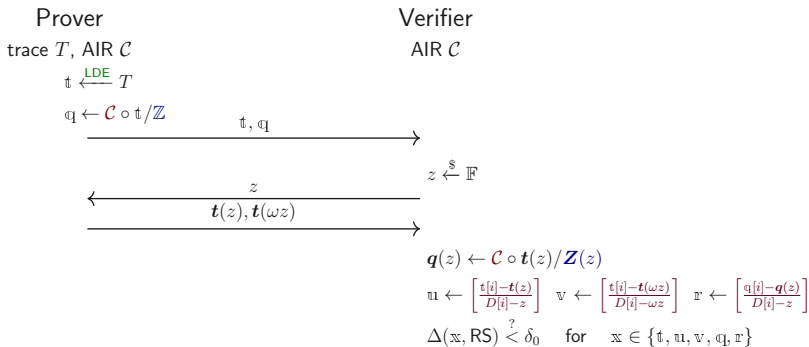 Prover Verifier
trace T, AIR 𝒞 AIR 𝒞
𝕥 ←LDE— T
𝕢 ← 𝒞 ∘ 𝕥/ℤ
𝕥, 𝕢
z ←$ 𝔽
z
𝒕(z), 𝒕(ωz)
𝒒(z) ← 𝒞 ∘ 𝒕(z)/𝒁(z)
𝕦 ← [(𝕥[i]−𝒕(z))/(D[i]−z)] 𝕧 ← [(𝕥[i]−𝒕(ωz))/(D[i]−ωz)] 𝕣 ← [(𝕢[i]−𝒒(z))/(D[i]−z)]
Δ(𝕩, RS) <? δ₀ for 𝕩 ∈ {𝕥, 𝕦, 𝕧, 𝕢, 𝕣}